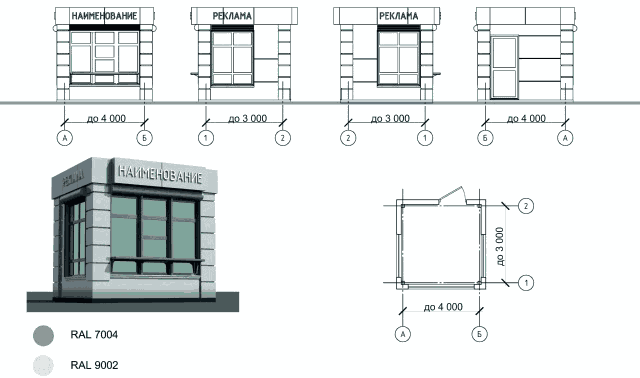 НАИМЕНОВАНИЕ
РЕКЛАМА
РЕКЛАМА
до 4 000
до 3 000
до 3 000
до 4 000
А
Б
1
2
2
1
Б
А
РЕКЛАМА
НАИМЕНОВАНИЕ
2
до 3 000
1
до 4 000
А
Б
RAL 7004
RAL 9002